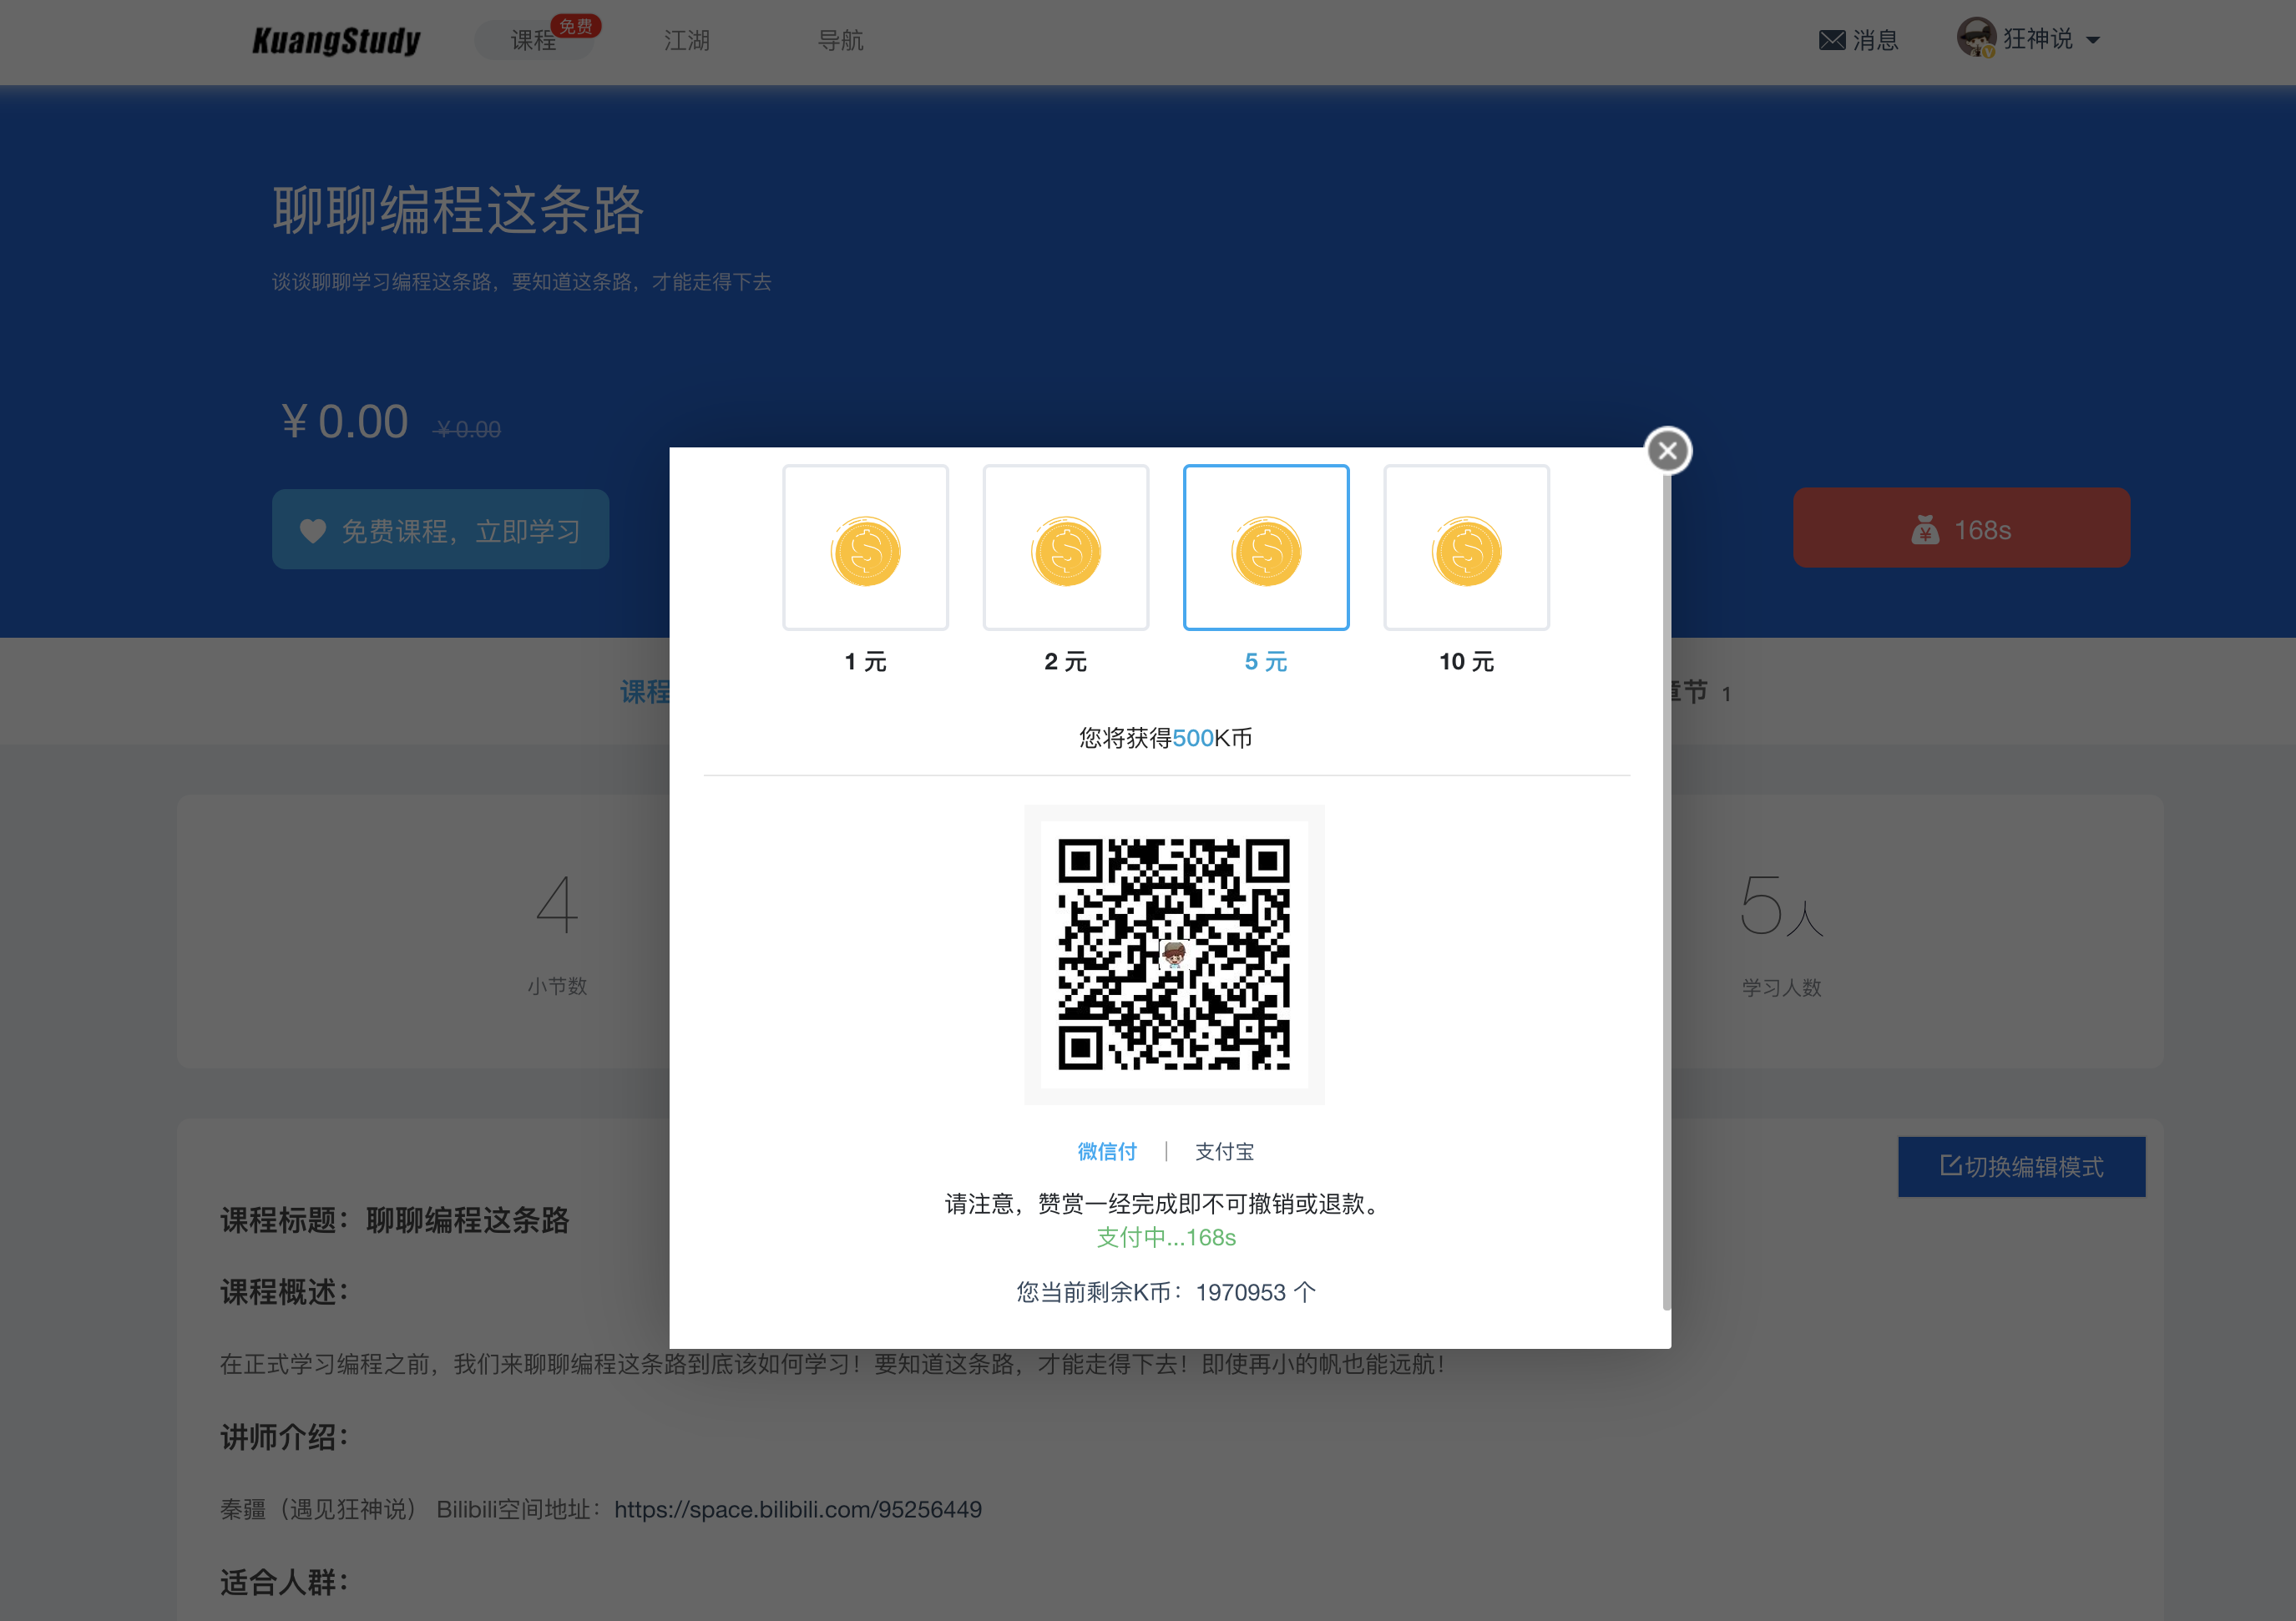 KuangStudy 课程 免费 江湖 导航 消息 狂神说
聊聊编程这条路
谈谈聊聊学习编程这条路，要知道这条路，才能走得下去
¥ 0.00 ¥ 0.00
免费课程，立即学习
168s
1 元 2 元 5 元 10 元
课程 章节 1
您将获得500K币
4
小节数
5人
学习人数
微信付 | 支付宝
切换编辑模式
请注意，赞赏一经完成即不可撤销或退款。
支付中...168s
您当前剩余K币：1970953 个
课程标题：聊聊编程这条路
课程概述：
在正式学习编程之前，我们来聊聊编程这条路到底该如何学习！要知道这条路，才能走得下去！即使再小的帆也能远航！
讲师介绍：
秦疆（遇见狂神说） Bilibili空间地址：https://space.bilibili.com/95256449
适合人群：